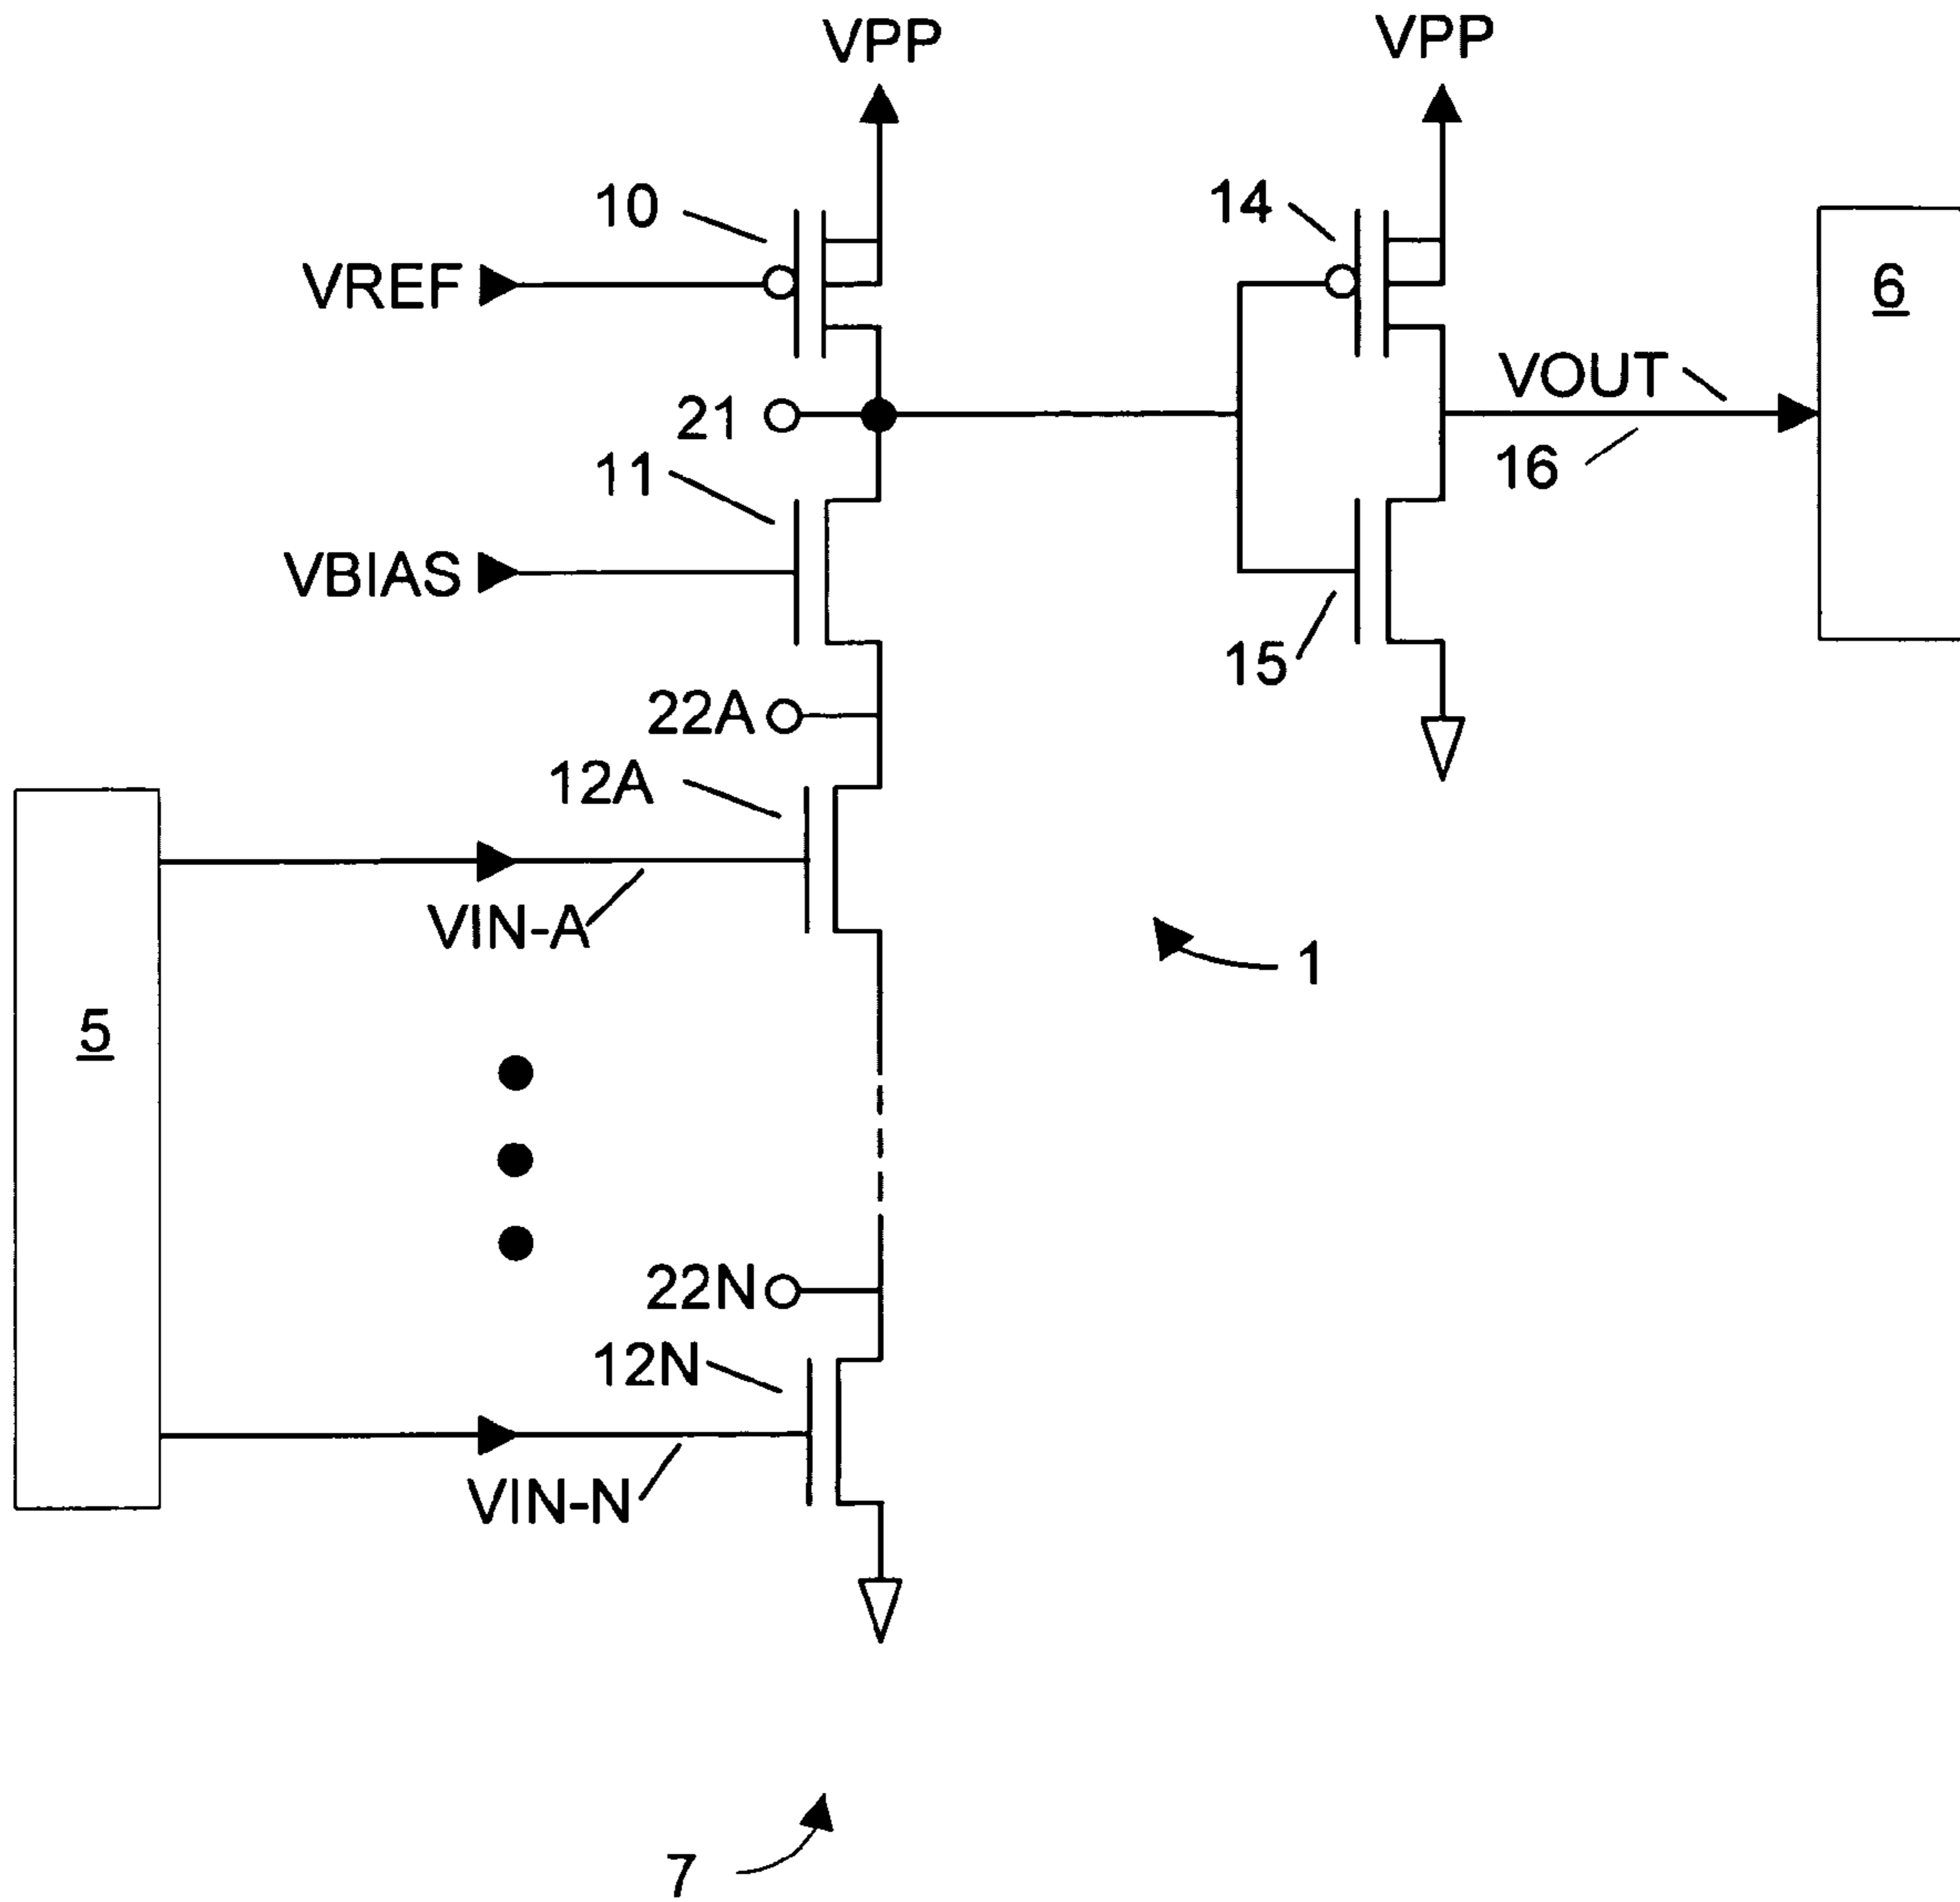 VPP
VPP
10
14
VREF
6
VOUT
21
16
11
VBIAS
15
22A
12A
VIN-A
1
5
22N
12N
VIN-N
7